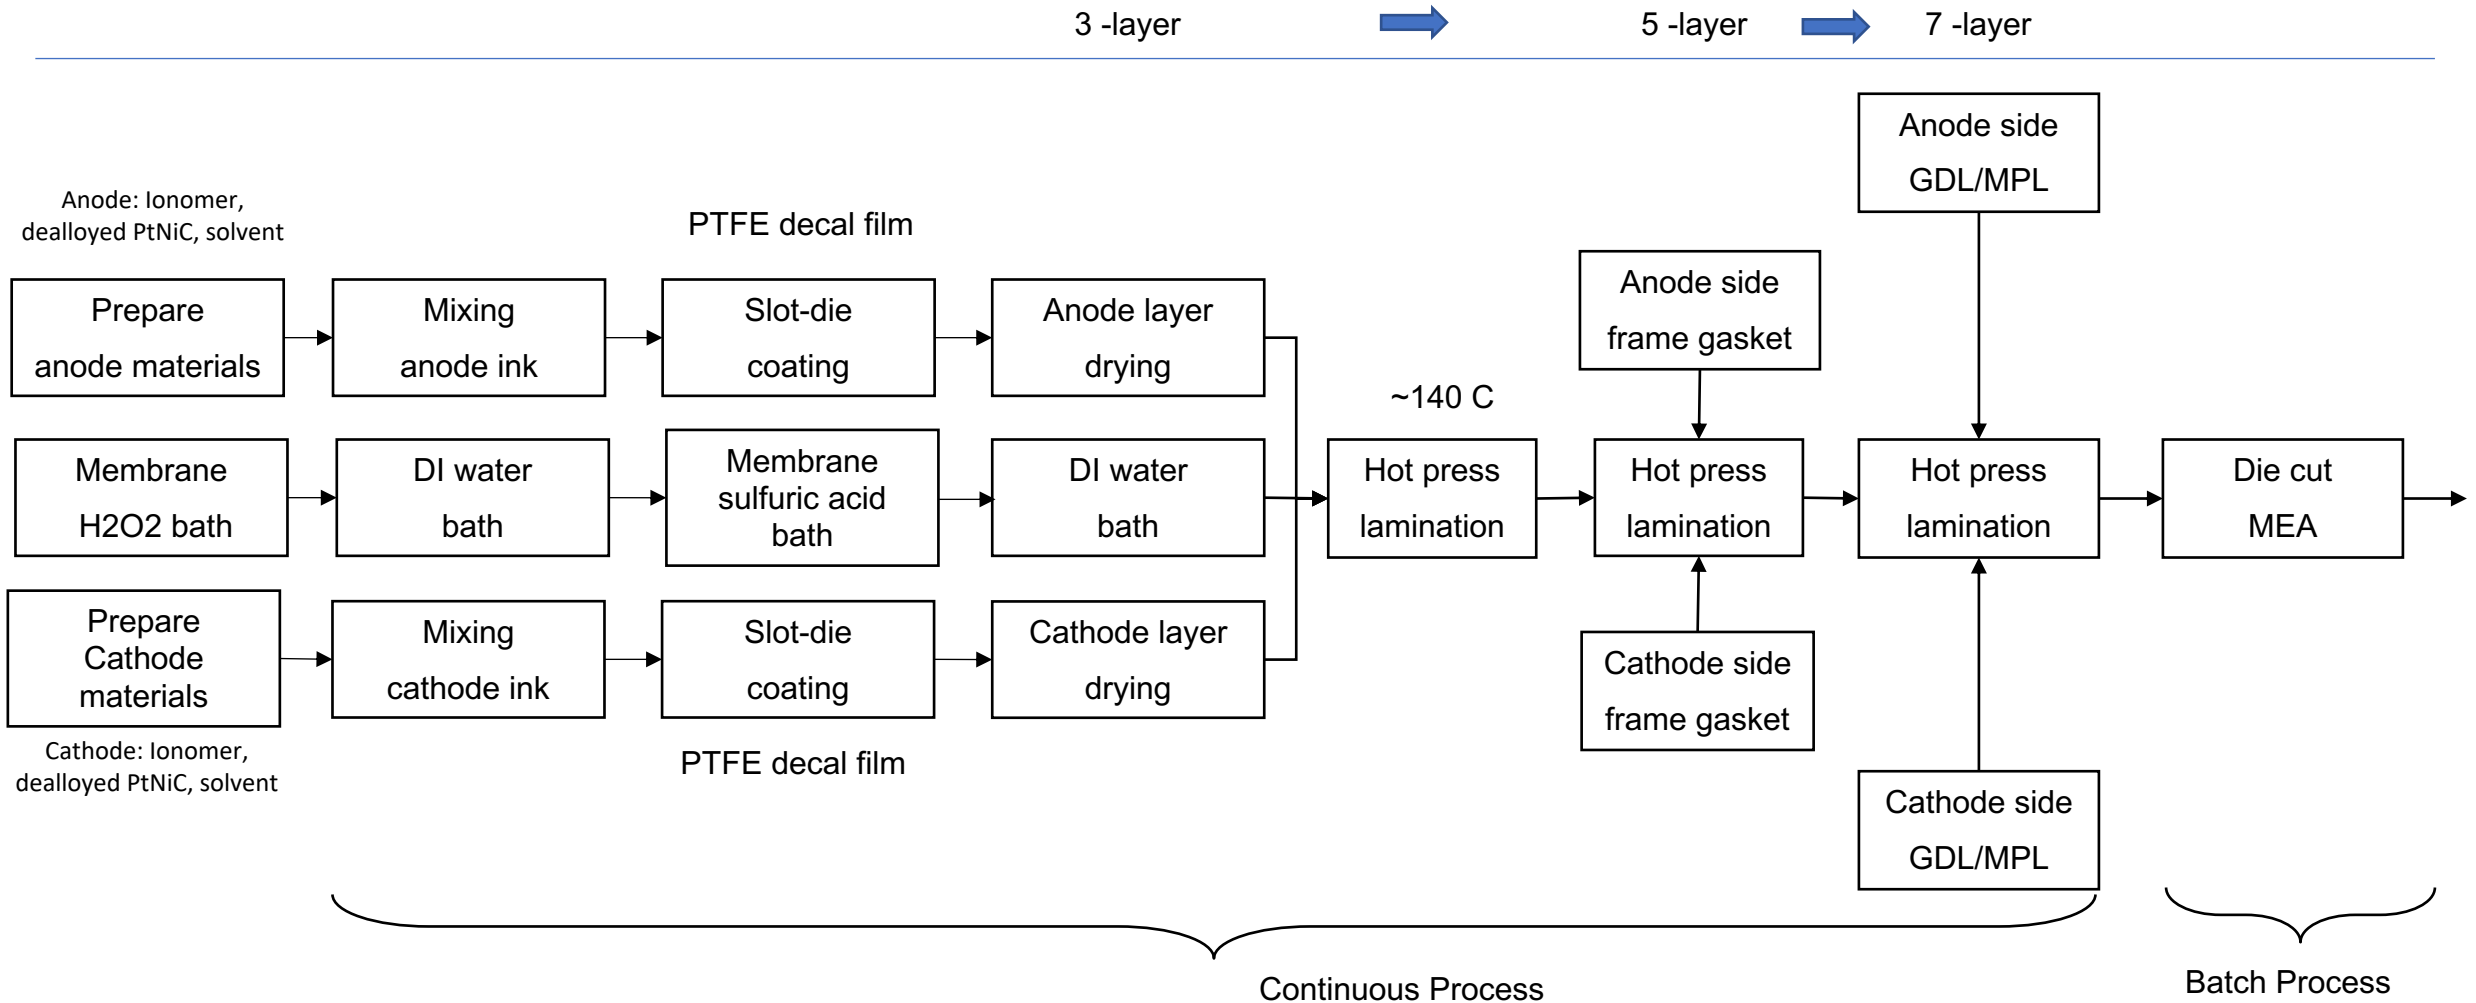 3 -layer
5 -layer
7 -layer
Anode side
GDL/MPL
Anode: Ionomer,
dealloyed PtNiC, solvent
PTFE decal film
Anode side
frame gasket
Prepare
anode materials
Mixing
anode ink
Slot-die
coating
Anode layer
drying
~140 C
Membrane
H2O2 bath
DI water
bath
Membrane
sulfuric acid
bath
DI water
bath
Hot press
lamination
Hot press
lamination
Hot press
lamination
Die cut
MEA
Prepare
Cathode
materials
Mixing
cathode ink
Slot-die
coating
Cathode layer
drying
Cathode side
frame gasket
Cathode: Ionomer,
dealloyed PtNiC, solvent
PTFE decal film
Cathode side
GDL/MPL
Continuous Process
Batch Process